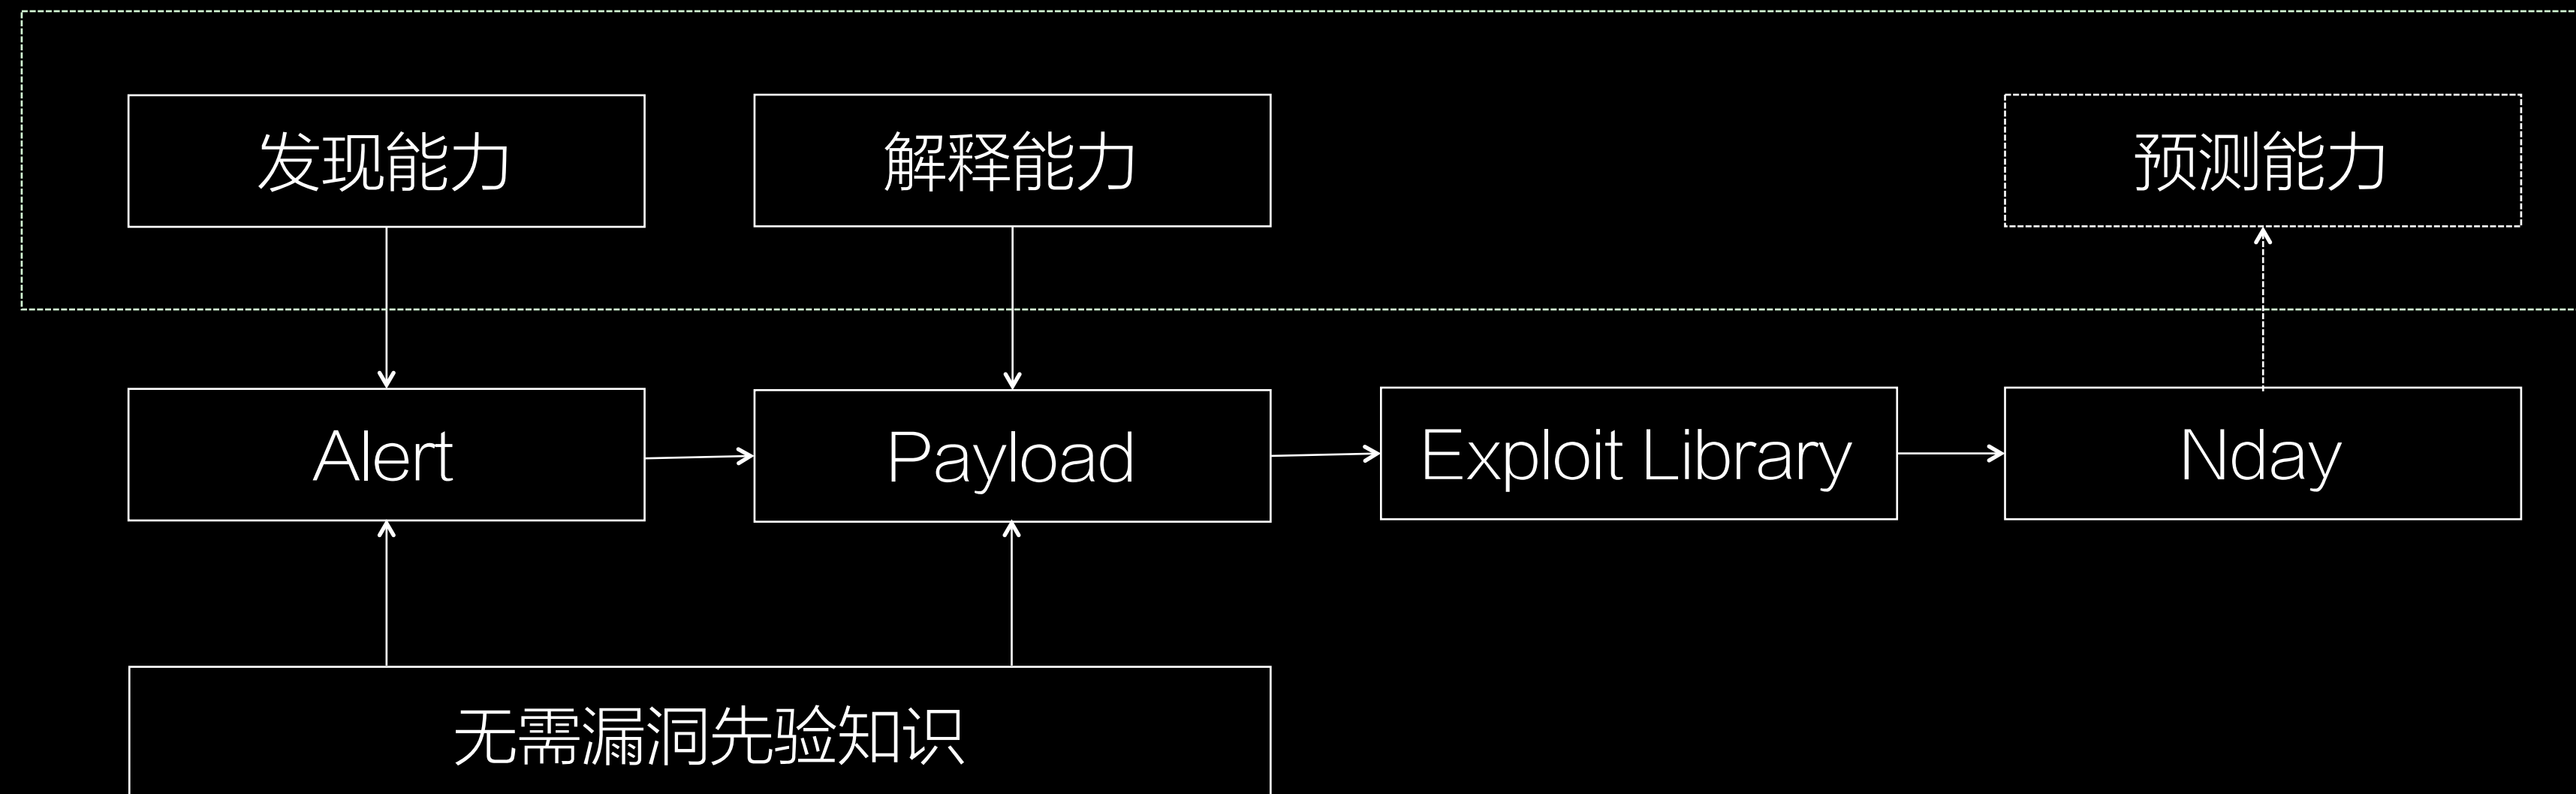 发现能力
解释能力
预测能力
Alert
Payload
Exploit Library
Nday
无需漏洞先验知识